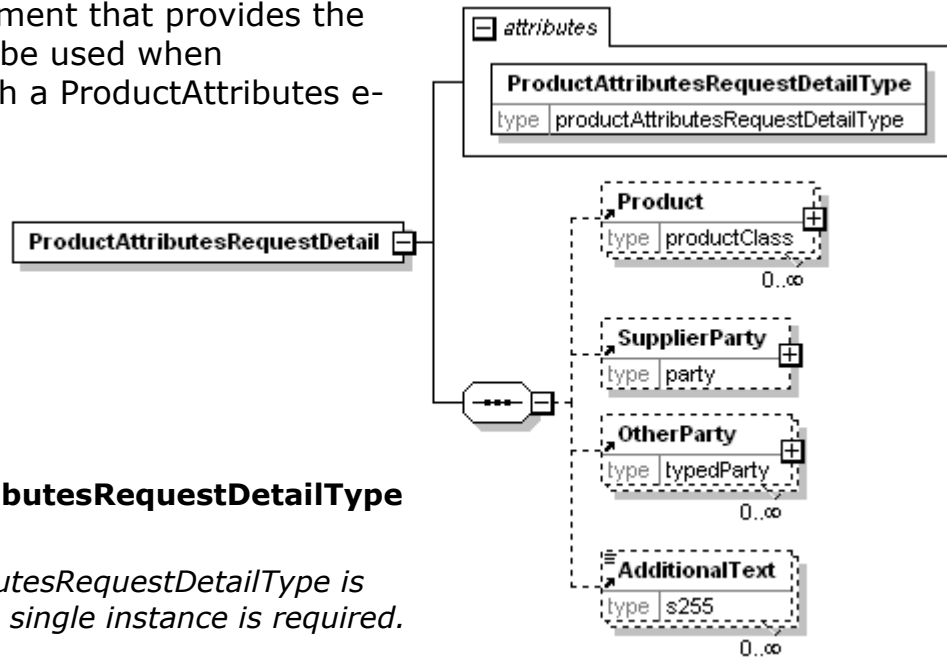 ment that provides the
be used when
h a ProductAttributes e-
ibutesRequestDetailType
utesRequestDetailType is
single instance is required.
attributes
ProductAttributesRequestDetailType
type productAttributesRequestDetailType
ProductAttributesRequestDetail
Product
type productClass
0..∞
SupplierParty
type party
OtherParty
type typedParty
0..∞
AdditionalText
type s255
0..∞